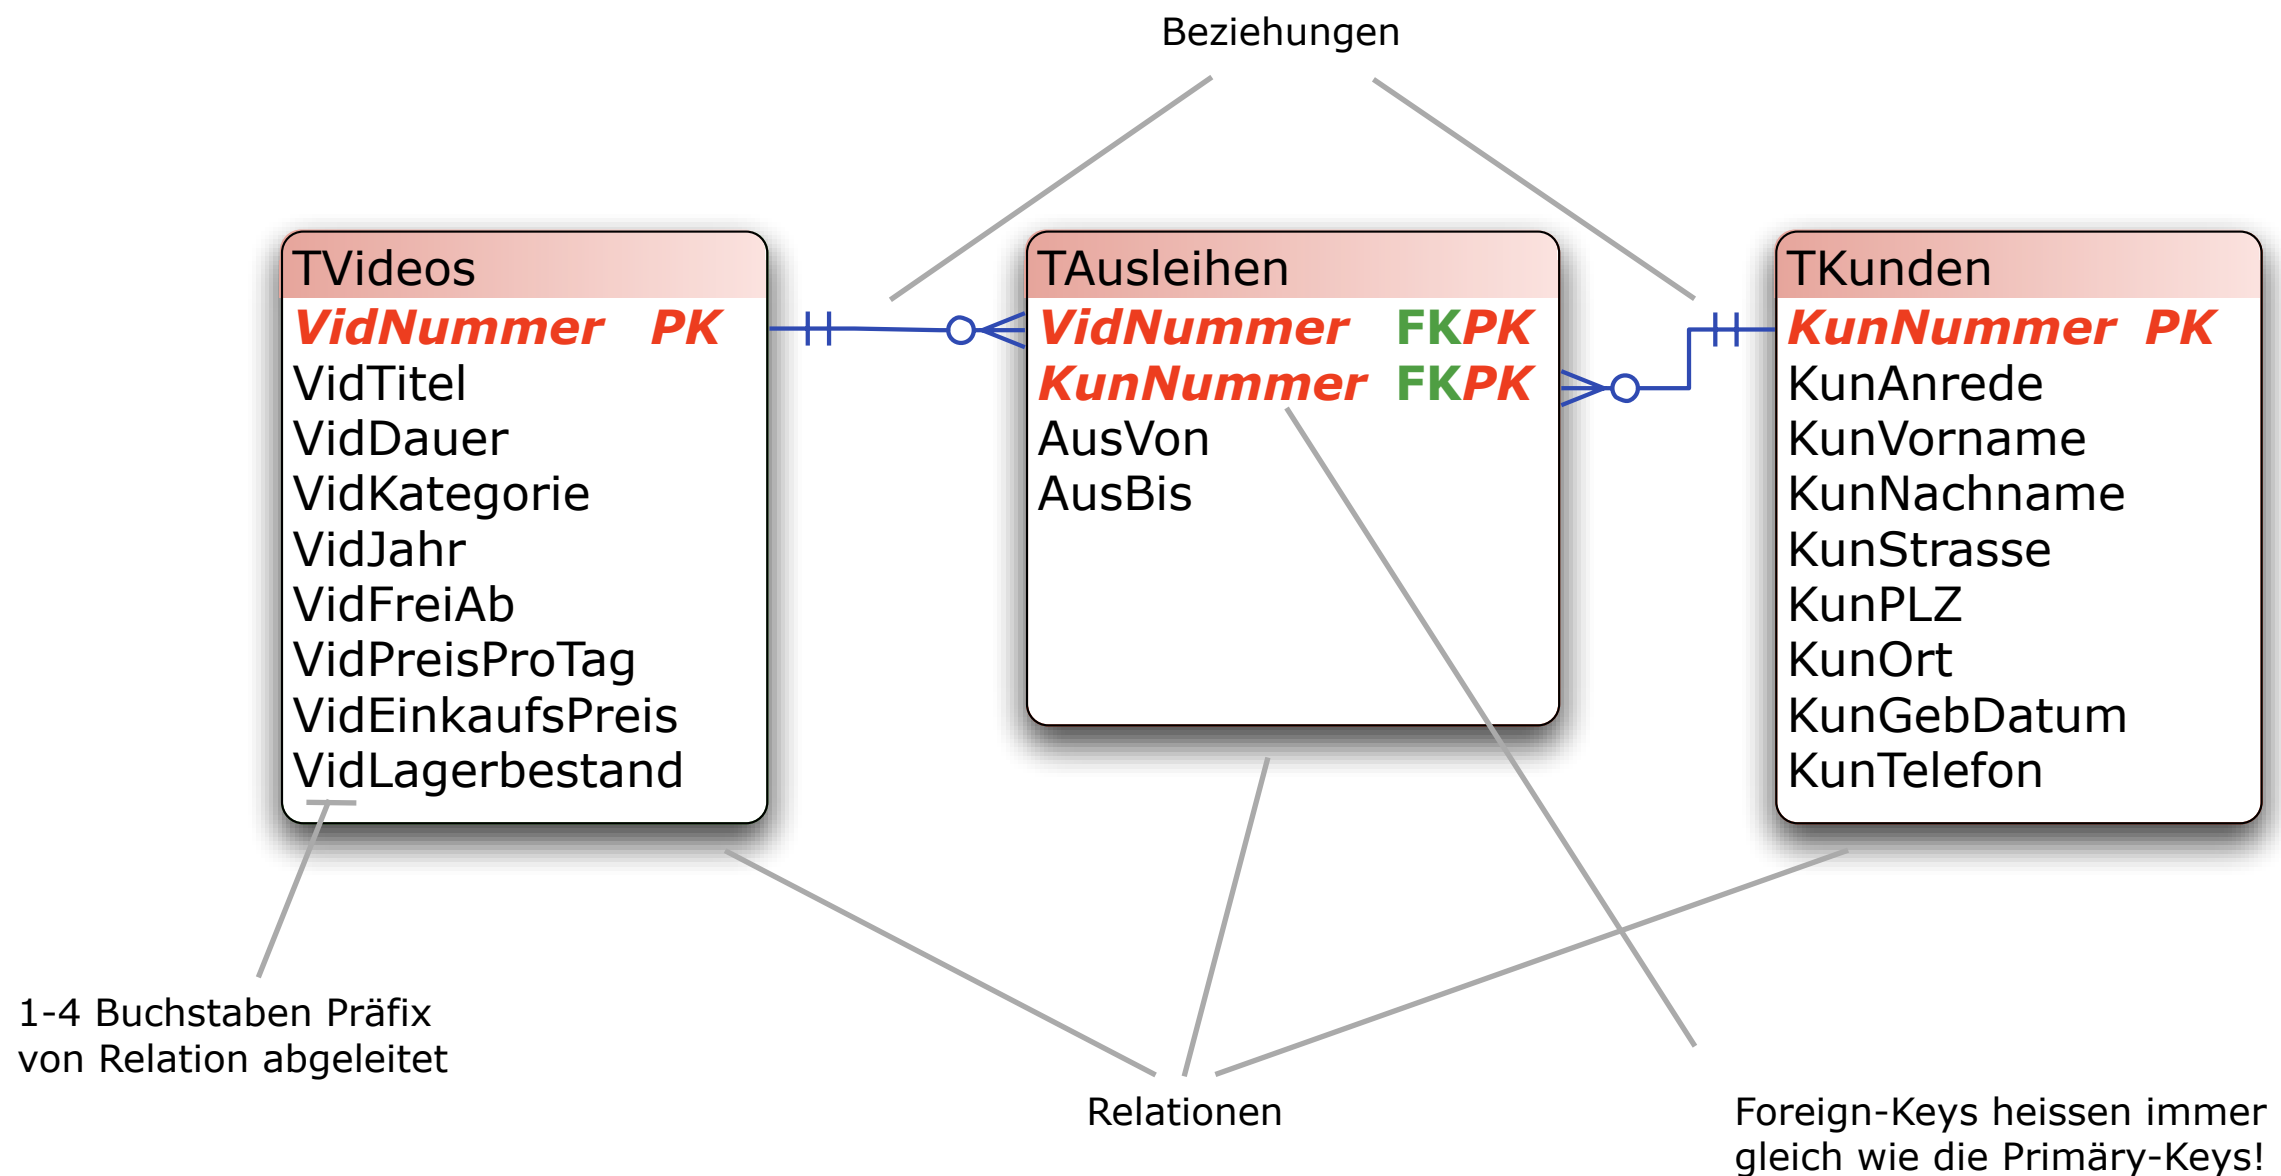 Beziehungen
TVideos
VidNummer PK
VidTitel
VidDauer
VidKategorie
VidJahr
VidFreiAb
VidPreisProTag
VidEinkaufsPreis
VidLagerbestand
TAusleihen
VidNummer FKPK
KunNummer FKPK
AusVon
AusBis
TKunden
KunNummer PK
KunAnrede
KunVorname
KunNachname
KunStrasse
KunPLZ
KunOrt
KunGebDatum
KunTelefon
1-4 Buchstaben Präfix
von Relation abgeleitet
Relationen
Foreign-Keys heissen immer
gleich wie die Primäry-Keys!